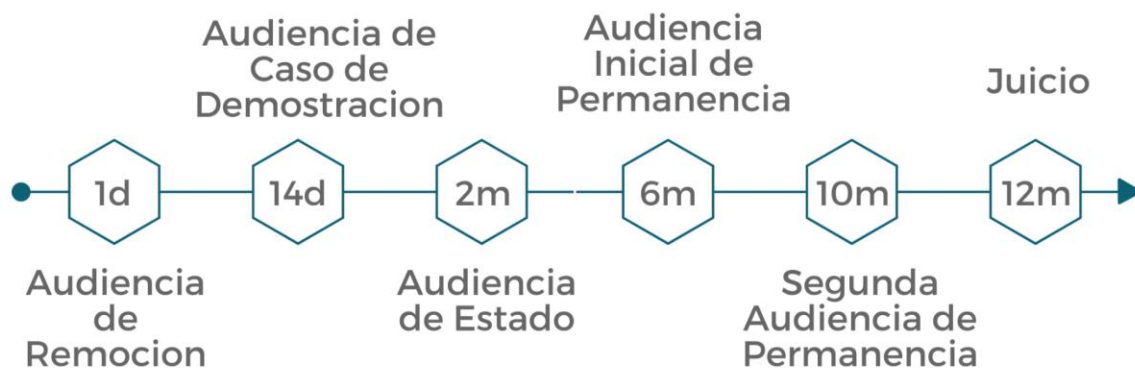 Audiencia de
Caso de
Demostracion
Audiencia
Inicial de
Permanencia
Juicio
1d
14d
2m
6m
10m
12m
Audiencia
de
Remocion
Audiencia
de Estado
Segunda
Audiencia de
Permanencia